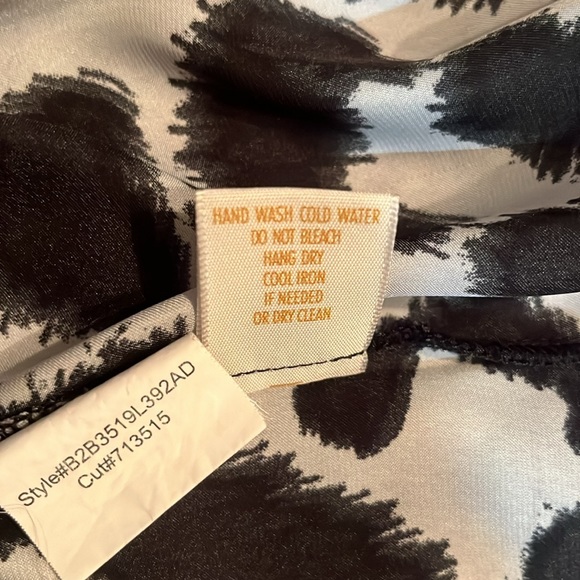 HAND WASH COLD WATER
DO NOT BLEACH
HANG DRY
COOL IRON
IF NEEDED
OR DRY CLEAN
Style#B2B3519L392AD
Cut#713515